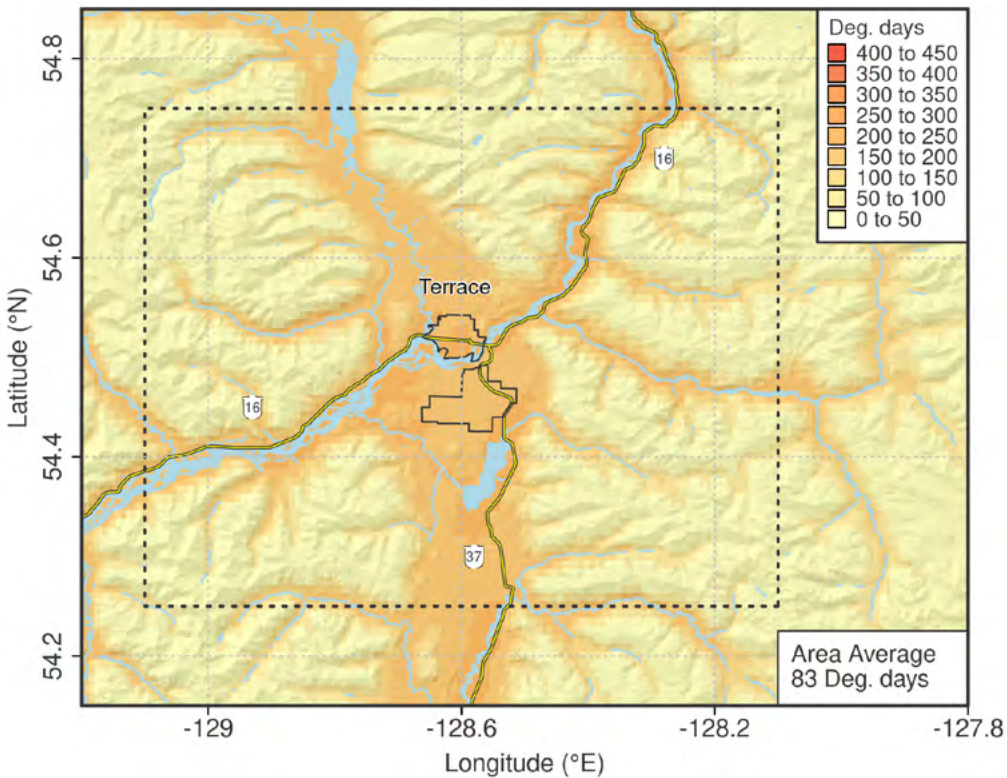 Deg. days
400 to 450
350 to 400
300 to 350
250 to 300
200 to 250
150 to 200
100 to 150
50 to 100
0 to 50
54.8
54.6
54.4
54.2
Latitude (°N)
16
Terrace
16
37
Area Average
83 Deg. days
-129
-128.6
-128.2
-127.8
Longitude (°E)